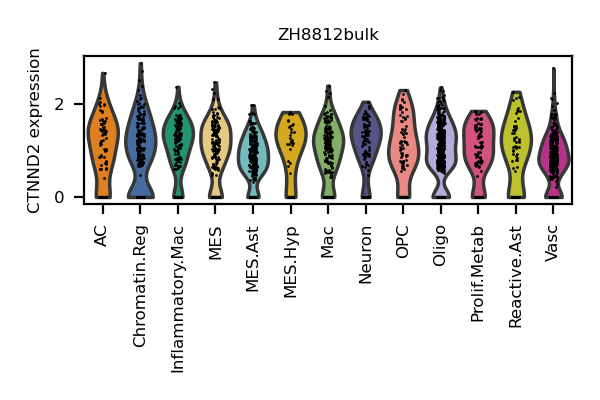 ZH8812bulk
CTNND2 expression
2
0
AC
Chromatin.Reg
Inflammatory.Mac
MES
MES.Ast
MES.Hyp
Mac
Neuron
OPC
Oligo
Prolif.Metab
Reactive.Ast
Vasc